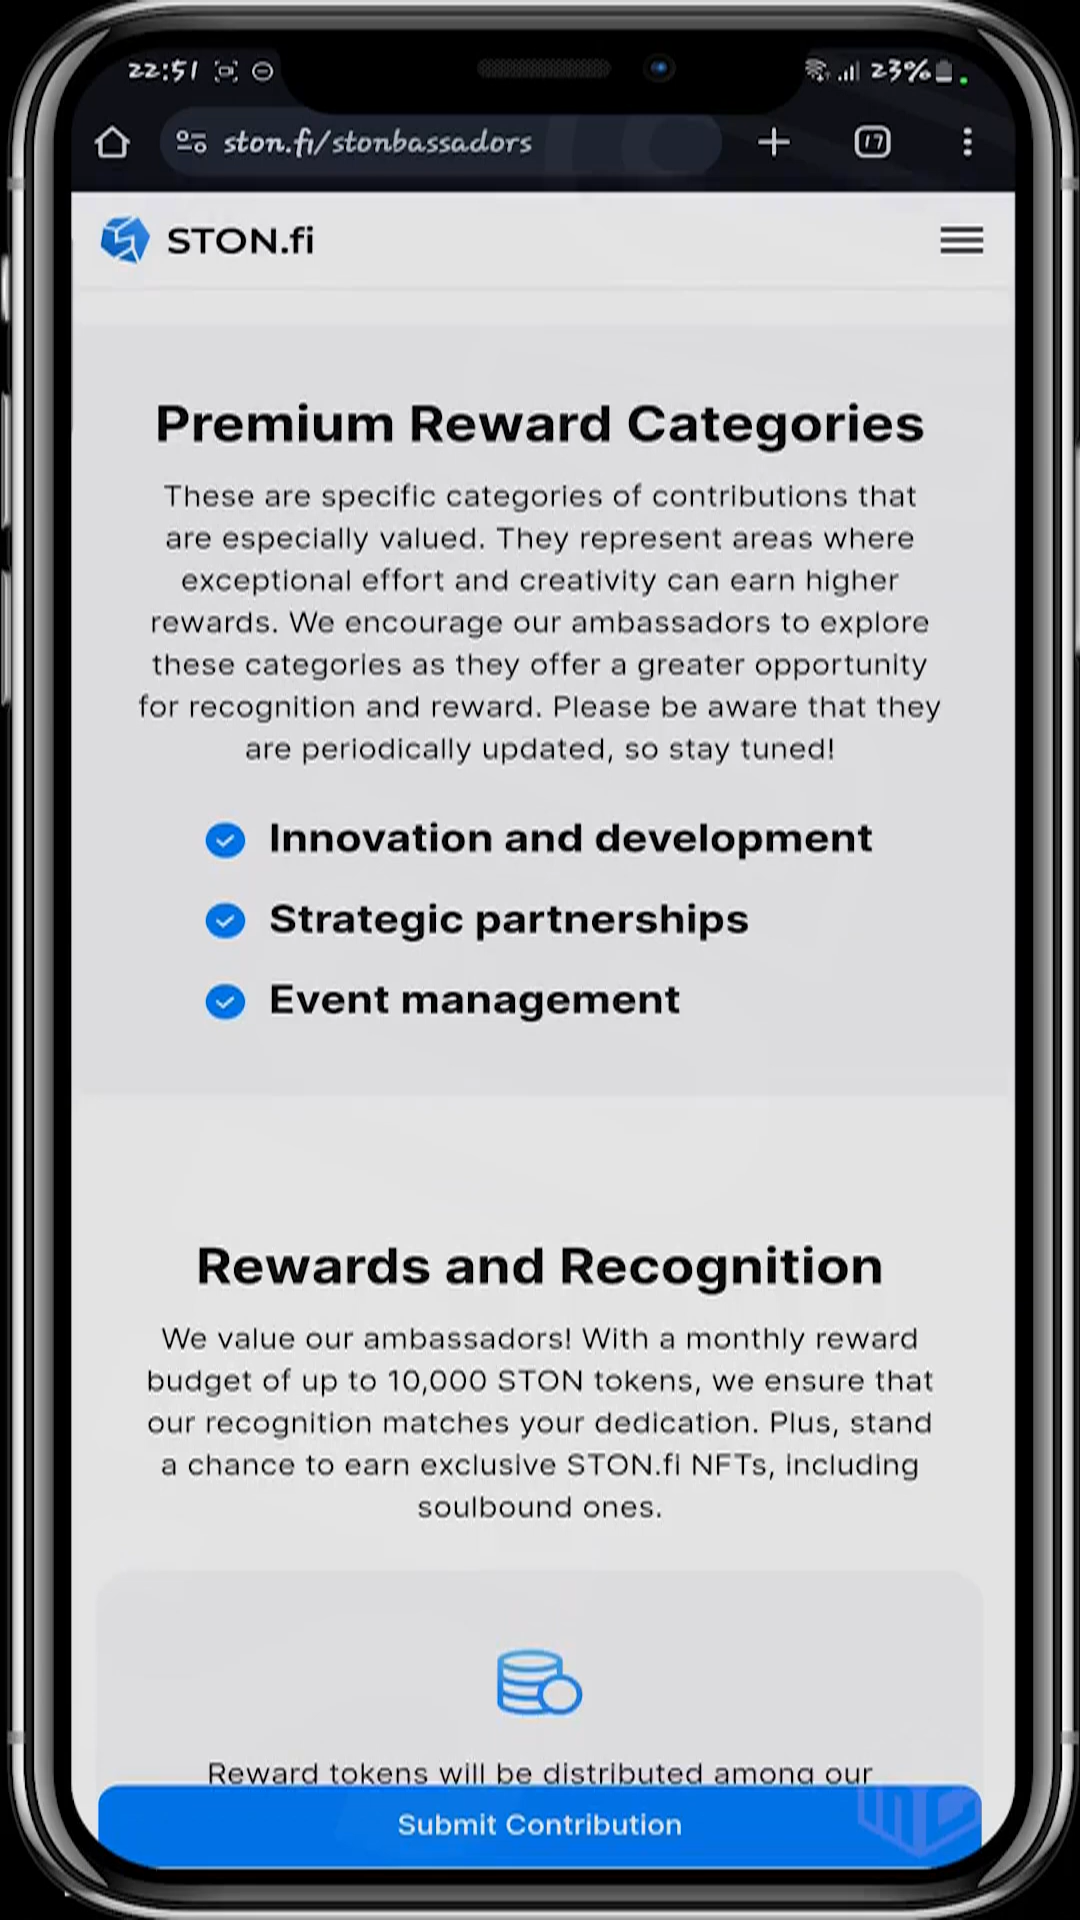 22:51
23%
ston.fi/stonbassadors
17
STON.fi
Premium Reward Categories
These are specific categories of contributions that
are especially valued. They represent areas where
exceptional effort and creativity can earn higher
rewards. We encourage our ambassadors to explore
these categories as they offer a greater opportunity
for recognition and reward. Please be aware that they
are periodically updated, so stay tuned!
Innovation and development
Strategic partnerships
Event management
Rewards and Recognition
We value our ambassadors! With a monthly reward
budget of up to 10,000 STON tokens, we ensure that
our recognition matches your dedication. Plus, stand
a chance to earn exclusive STON.fi NFTs, including
soulbound ones.
Reward tokens will be distributed among our
Submit Contribution